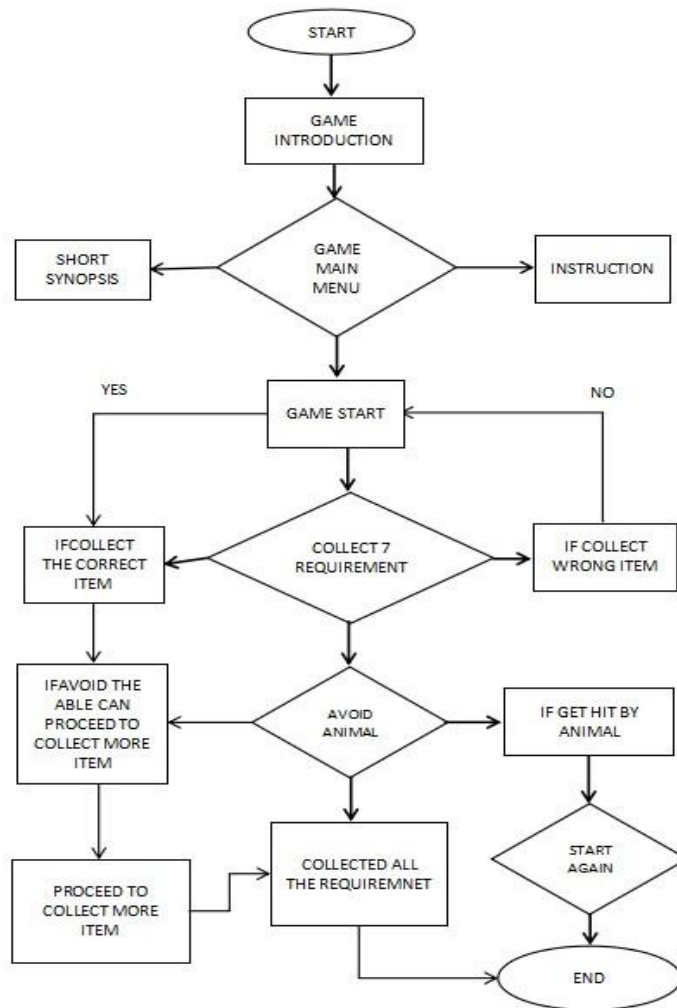 START
GAME
INTRODUCTION
SHORT
SYNOPSIS
GAME
MAIN
MENU
INSTRUCTION
YES
NO
GAME START
IFCOLLECT
THE CORRECT
ITEM
COLLECT 7
REQUIREMENT
IF COLLECT
WRONG ITEM
IFAVOID THE
ABLE CAN
PROCEED TO
COLLECT MORE
ITEM
AVOID
ANIMAL
IF GET HIT BY
ANIMAL
PROCEED TO
COLLECT MORE
ITEM
COLLECTED ALL
THE REQUIREMNET
START
AGAIN
END